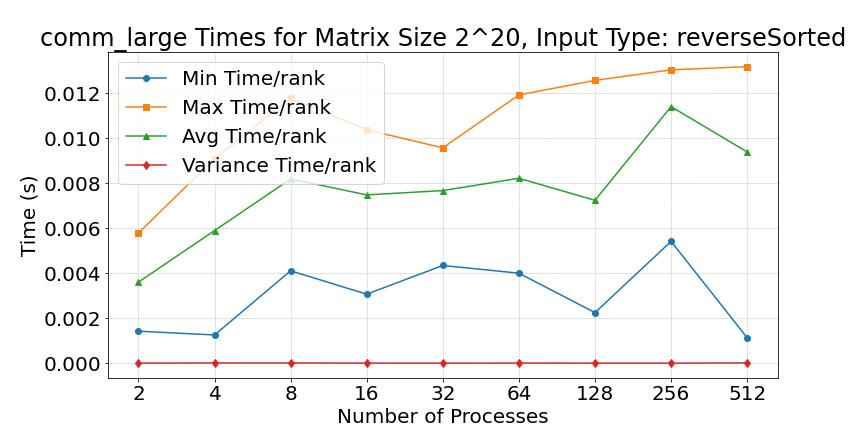 comm_large Times for Matrix Size 2^20, Input Type: reverseSorted
Min Time/rank
Max Time/rank
Avg Time/rank
Variance Time/rank
Time (s)
0.012
0.010
0.008
0.006
0.004
0.002
0.000
2 4 8 16 32 64 128 256 512
Number of Processes